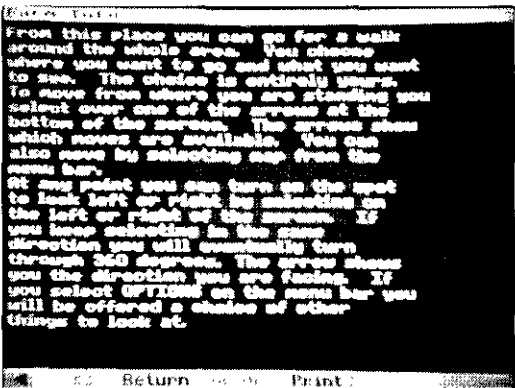 Farm Tour
From this place you can go for a walk
around the whole area. You choose
where you want to go and what you want
to see. The choice is entirely yours.
To move from where you are standing you
select over one of the arrows at the
bottom of the screen. The arrows show
which moves are available. You can
also move by selecting from the
menu bar.
At any point you can turn on the spot
to look left or right by selecting on
the left or right of the screen. If
you keep selecting in the same
direction you will eventually turn
through 360 degrees. The arrow shows
you the direction you are facing. If
you select OPTIONS on the menu bar you
will be offered a choice of other
things to look at.
Return Print